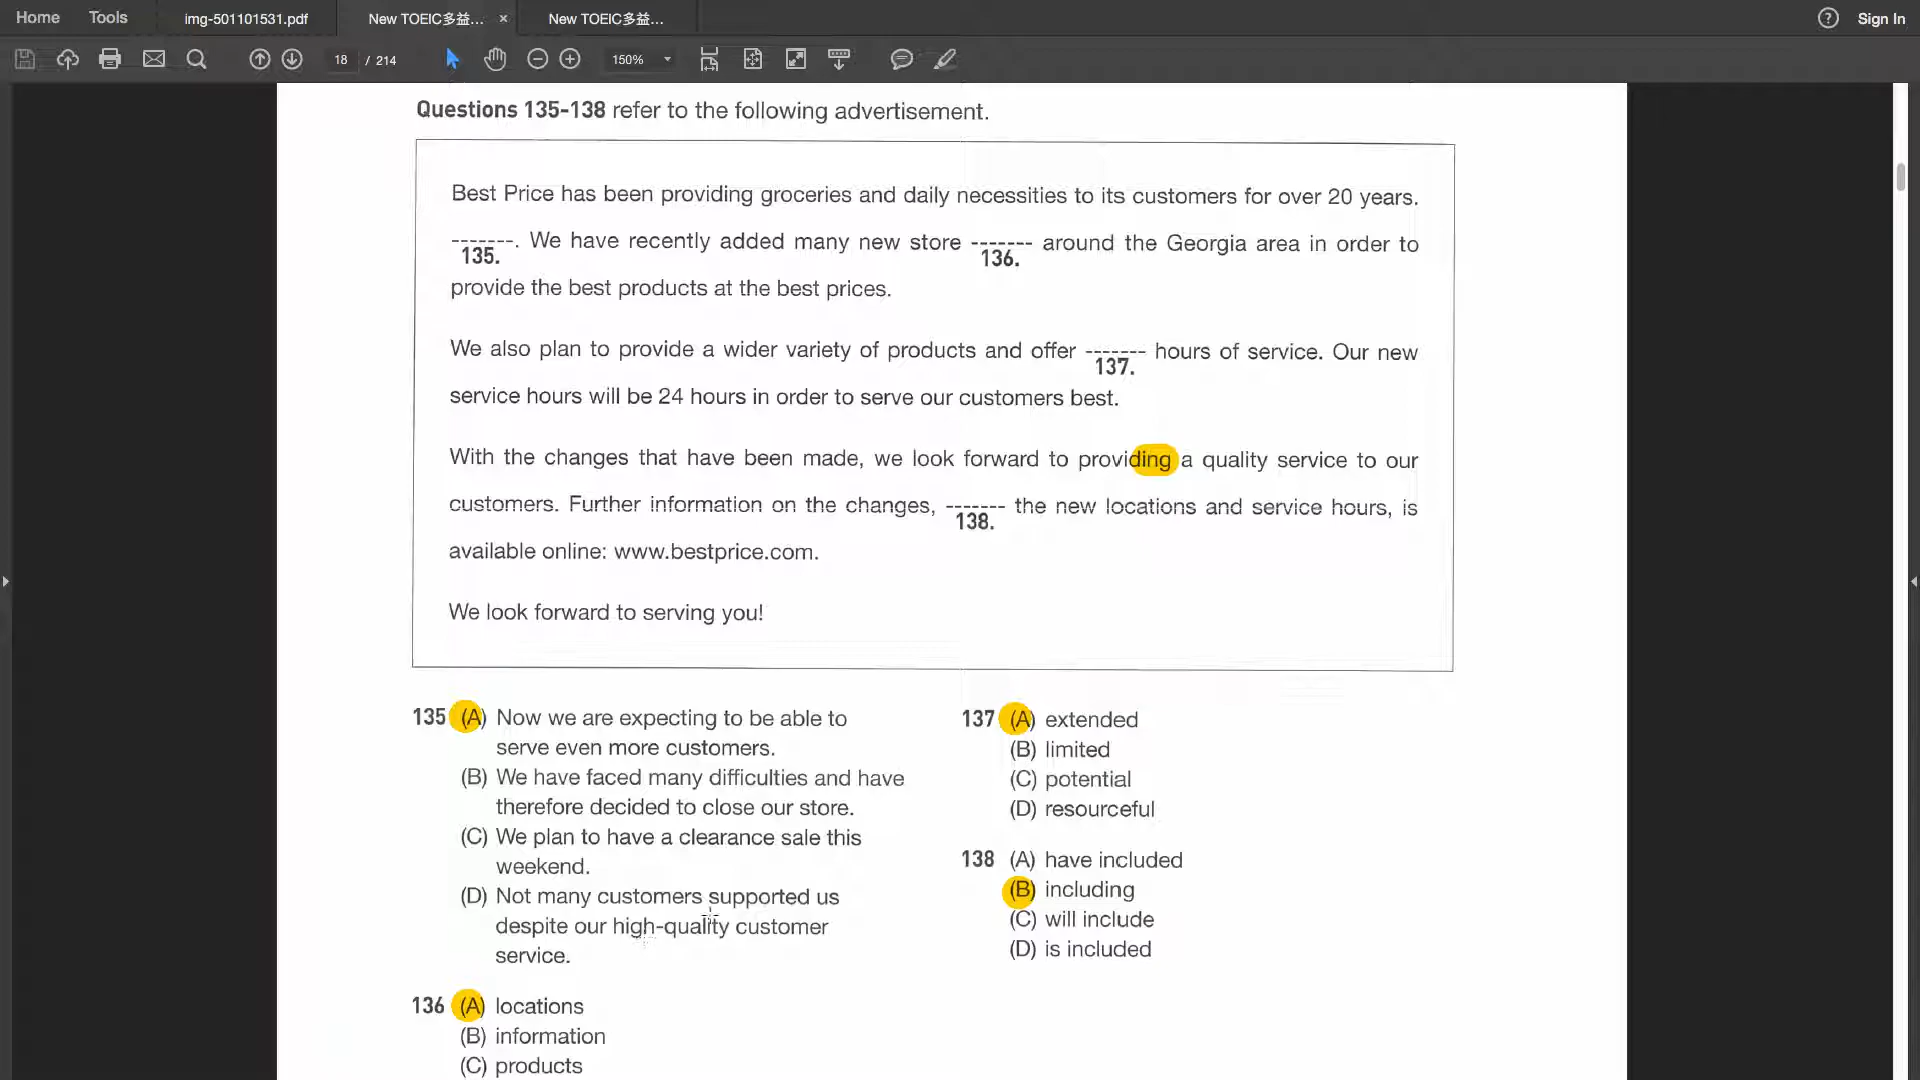 Home Tools img-501101531.pdf New TOEIC多益... × New TOEIC多益... ? Sign In
18 / 214 150%
Questions 135-138 refer to the following advertisement.
Best Price has been providing groceries and daily necessities to its customers for over 20 years.
-------. We have recently added many new store ------- around the Georgia area in order to
135. 136.
provide the best products at the best prices.
We also plan to provide a wider variety of products and offer ------- hours of service. Our new
137.
service hours will be 24 hours in order to serve our customers best.
With the changes that have been made, we look forward to providing a quality service to our
customers. Further information on the changes, ------- the new locations and service hours, is
138.
available online: www.bestprice.com.
We look forward to serving you!
135 (A) Now we are expecting to be able to
serve even more customers.
(B) We have faced many difficulties and have
therefore decided to close our store.
(C) We plan to have a clearance sale this
weekend.
(D) Not many customers supported us
despite our high-quality customer
service.
136 (A) locations
(B) information
(C) products
137 (A) extended
(B) limited
(C) potential
(D) resourceful
138 (A) have included
(B) including
(C) will include
(D) is included